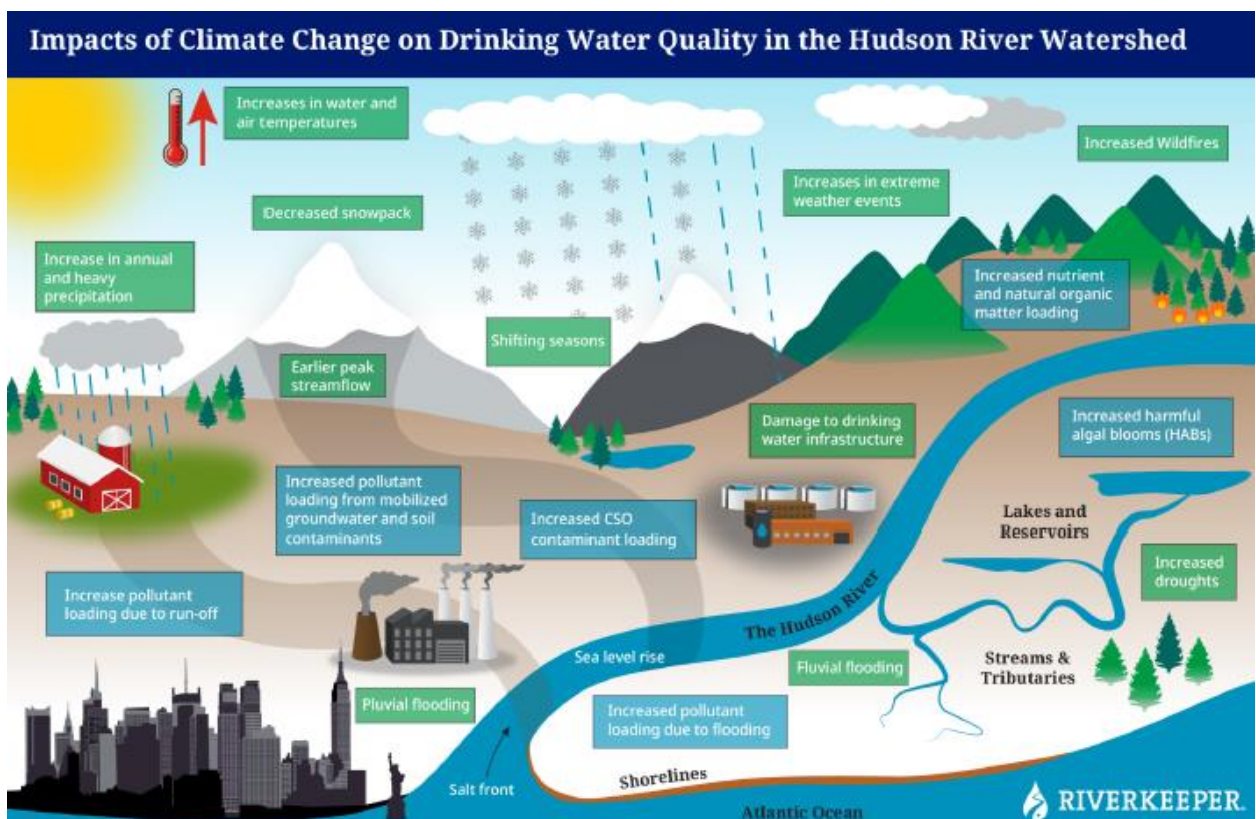 Impacts of Climate Change on Drinking Water Quality in the Hudson River Watershed
Increases in water and
air temperatures
Increased Wildfires
Decreased snowpack
Increases in extreme
weather events
Increase in annual
and heavy
precipitation
Increased nutrient
and natural organic
matter loading
Shifting seasons
Earlier peak
streamflow
Damage to drinking
water infrastructure
Increased harmful
algal blooms (HABs)
Increased pollutant
loading from mobilized
groundwater and soil
contaminants
Increased CSO
contaminant loading
Lakes and
Reservoirs
Increased
droughts
Increase pollutant
loading due to run-off
The Hudson River
Sea level rise
Fluvial flooding
Streams &
Tributaries
Pluvial flooding
Increased pollutant
loading due to flooding
Salt front
Shorelines
Atlantic Ocean
RIVERKEEPER.